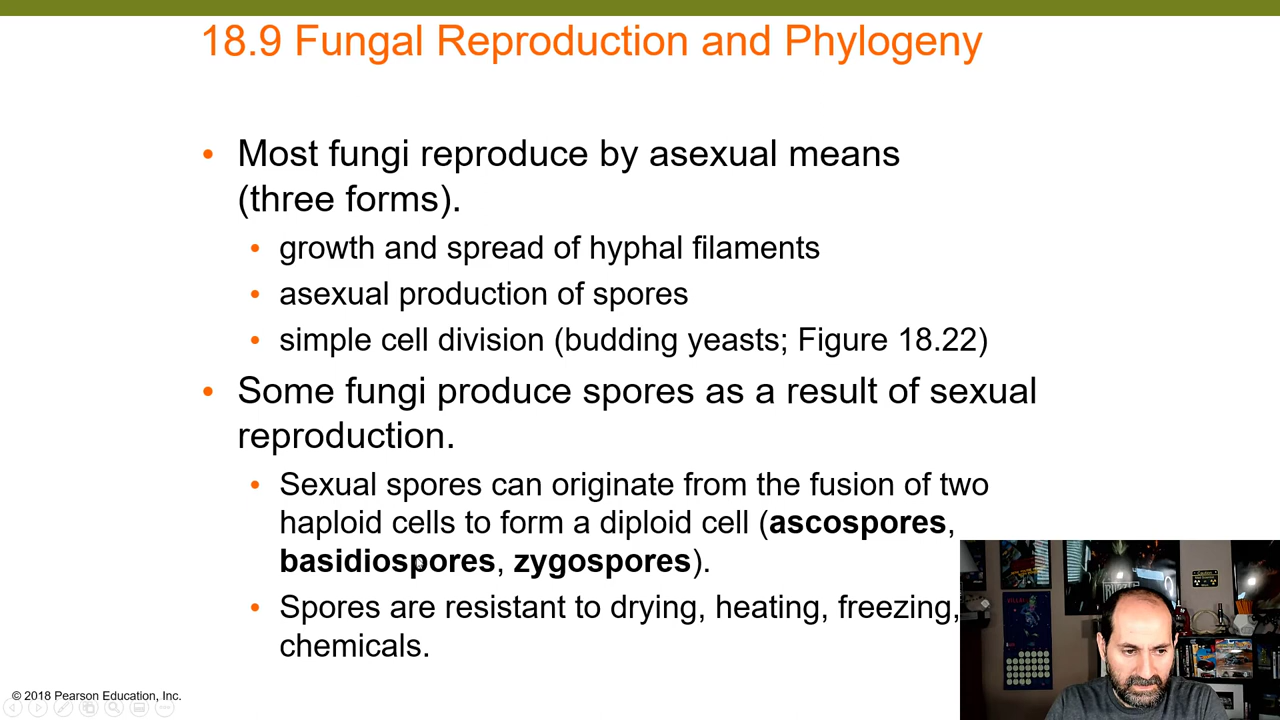 18.9 Fungal Reproduction and Phylogeny
• Most fungi reproduce by asexual means
(three forms).
• growth and spread of hyphal filaments
• asexual production of spores
• simple cell division (budding yeasts; Figure 18.22)
• Some fungi produce spores as a result of sexual
reproduction.
• Sexual spores can originate from the fusion of two
haploid cells to form a diploid cell (ascospores,
basidiospores, zygospores).
• Spores are resistant to drying, heating, freezing,
chemicals.
© 2018 Pearson Education, Inc.